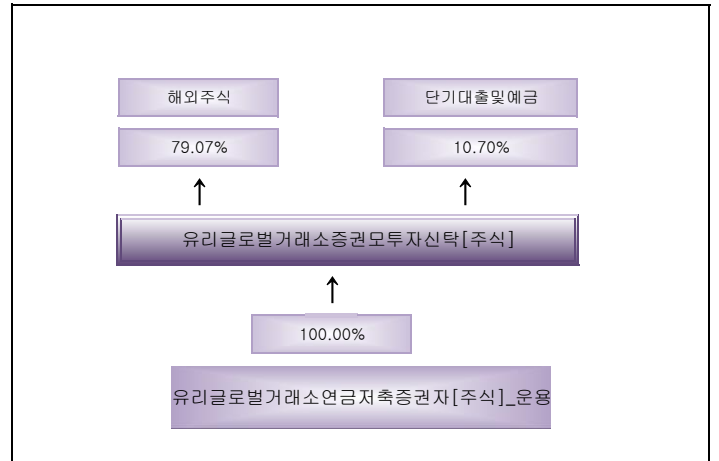 해외주식
단기대출및예금
79.07%
10.70%
↑
↑
유리글로벌거래소증권모투자신탁[주식]
↑
100.00%
유리글로벌거래소연금저축증권자[주식]_운용